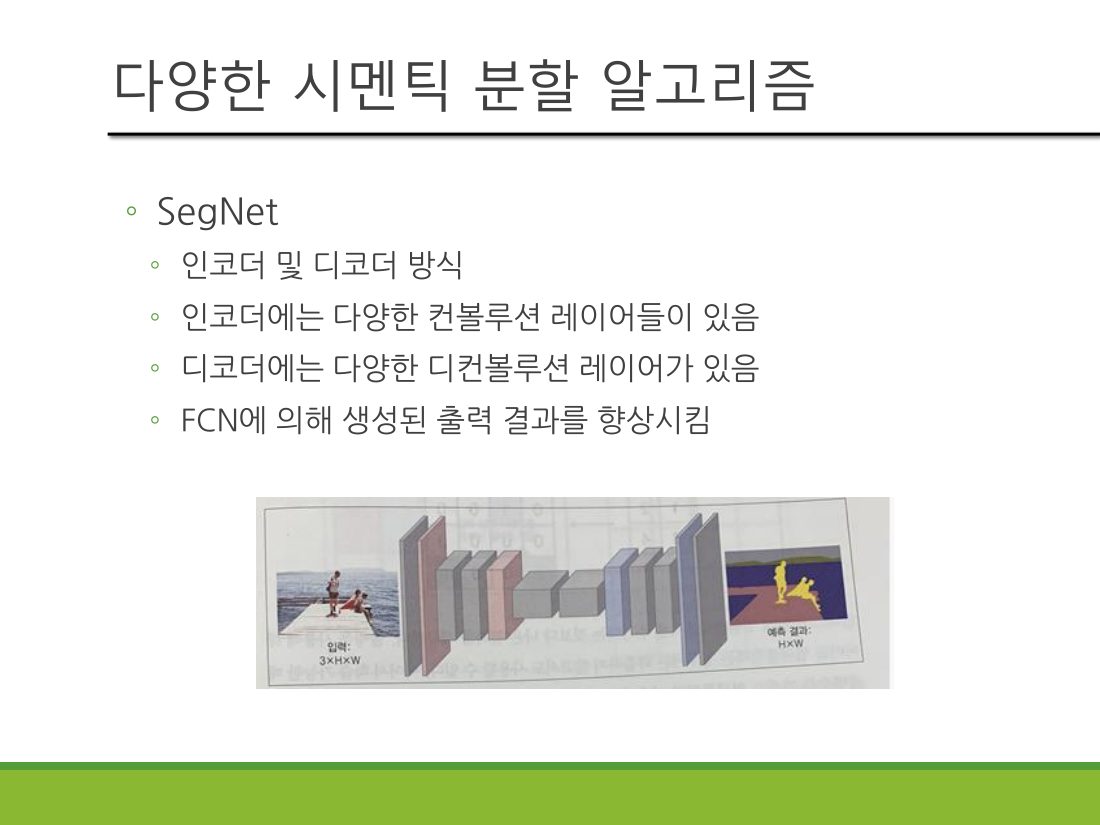 다양한 시멘틱 분할 알고리즘
SegNet
인코더 및 디코더 방식
인코더에는 다양한 컨볼루션 레이어들이 있음
디코더에는 다양한 디컨볼루션 레이어가 있음
FCN에 의해 생성된 출력 결과를 향상시킴
입력:
3×H×W
예측 결과:
H×W